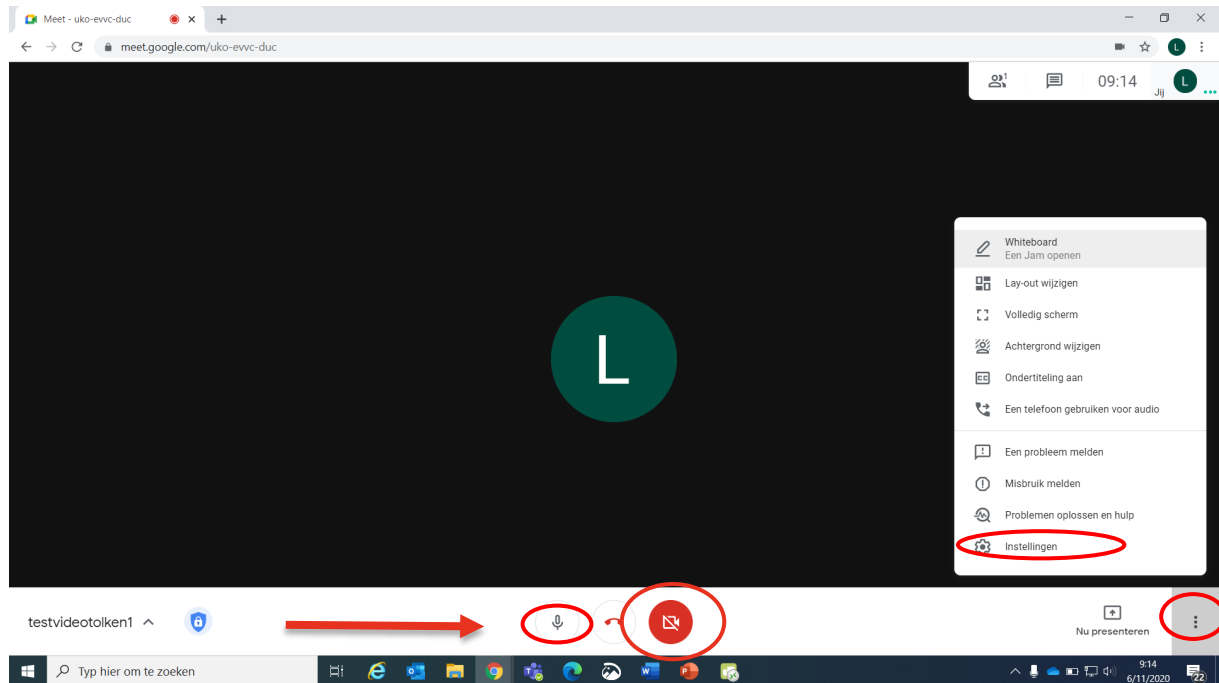 Meet - uko-evvc-duc
meet.google.com/uko-evvc-duc
L
1
09:14
Jij
L
Whiteboard
Een Jam openen
Lay-out wijzigen
Volledig scherm
Achtergrond wijzigen
CC Ondertiteling aan
Een telefoon gebruiken voor audio
L
Een probleem melden
Misbruik melden
Problemen oplossen en hulp
Instellingen
testvideotolken1
Nu presenteren
Typ hier om te zoeken
9:14
6/11/2020
22